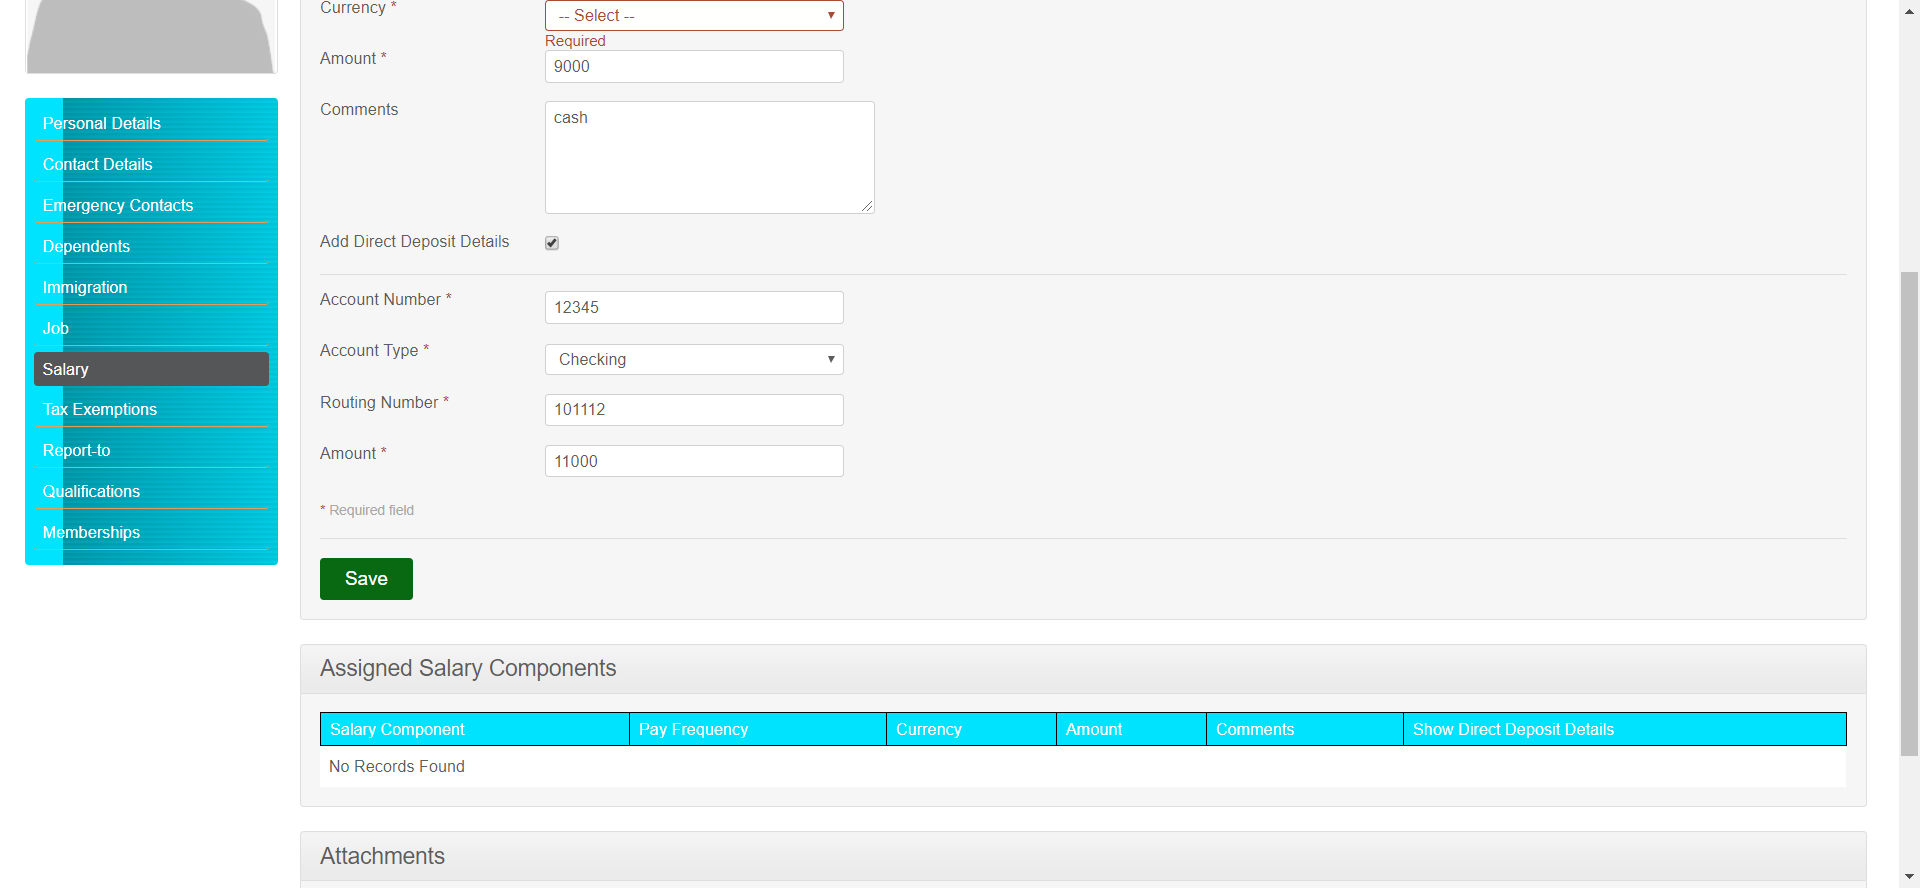 Currency *
-- Select --
Required
Amount *
9000
Comments
cash
Add Direct Deposit Details
Account Number *
12345
Account Type *
Checking
Routing Number *
101112
Amount *
11000
* Required field
Save
Personal Details
Contact Details
Emergency Contacts
Dependents
Immigration
Job
Salary
Tax Exemptions
Report-to
Qualifications
Memberships
Assigned Salary Components
Salary Component Pay Frequency Currency Amount Comments Show Direct Deposit Details
No Records Found
Attachments